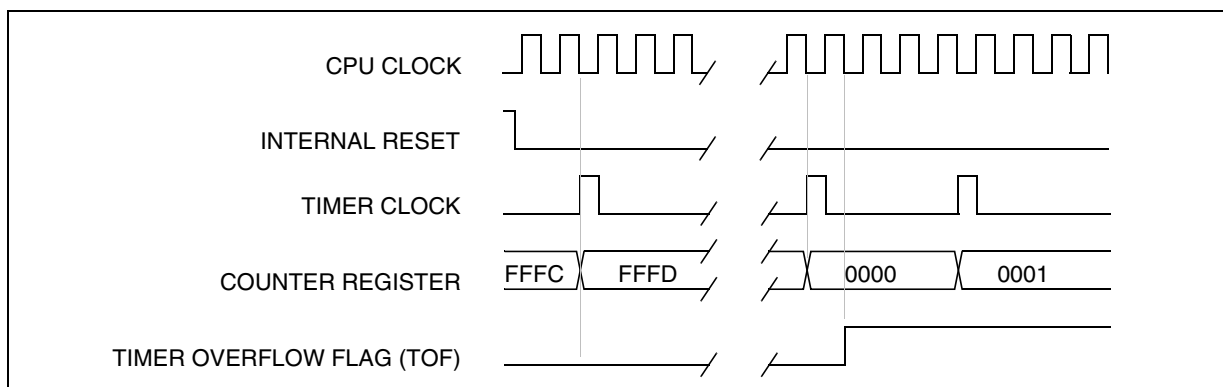 CPU CLOCK
INTERNAL RESET
TIMER CLOCK
COUNTER REGISTER
FFFC
FFFD
0000
0001
TIMER OVERFLOW FLAG (TOF)